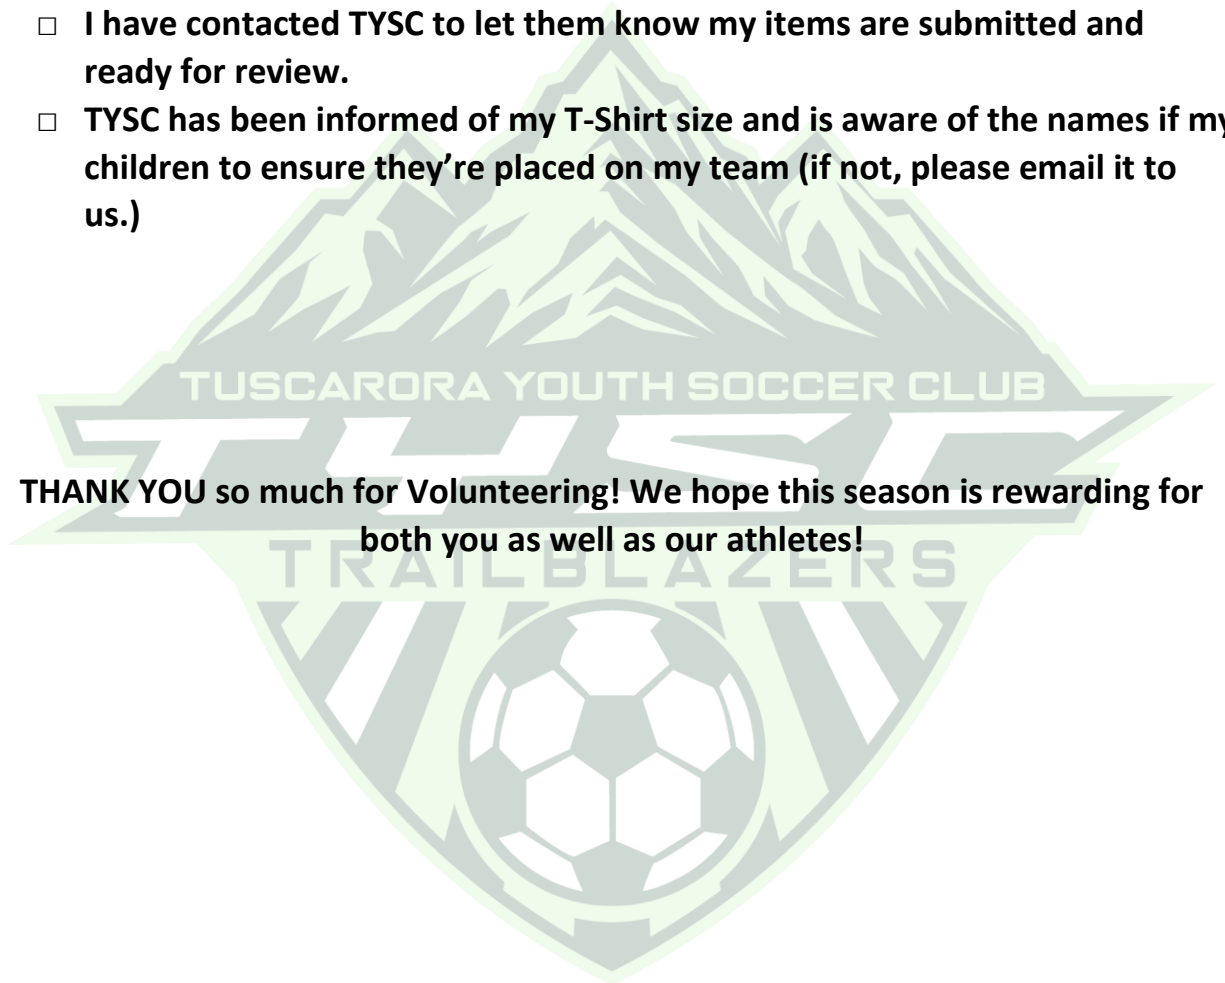 □ I have contacted TYSC to let them know my items are submitted and
ready for review.
□ TYSC has been informed of my T-Shirt size and is aware of the names if my
children to ensure they’re placed on my team (if not, please email it to
us.)
TUSCARORA YOUTH SOCCER CLUB
TYSC
THANK YOU so much for Volunteering! We hope this season is rewarding for
both you as well as our athletes!
TRAILBLAZERS